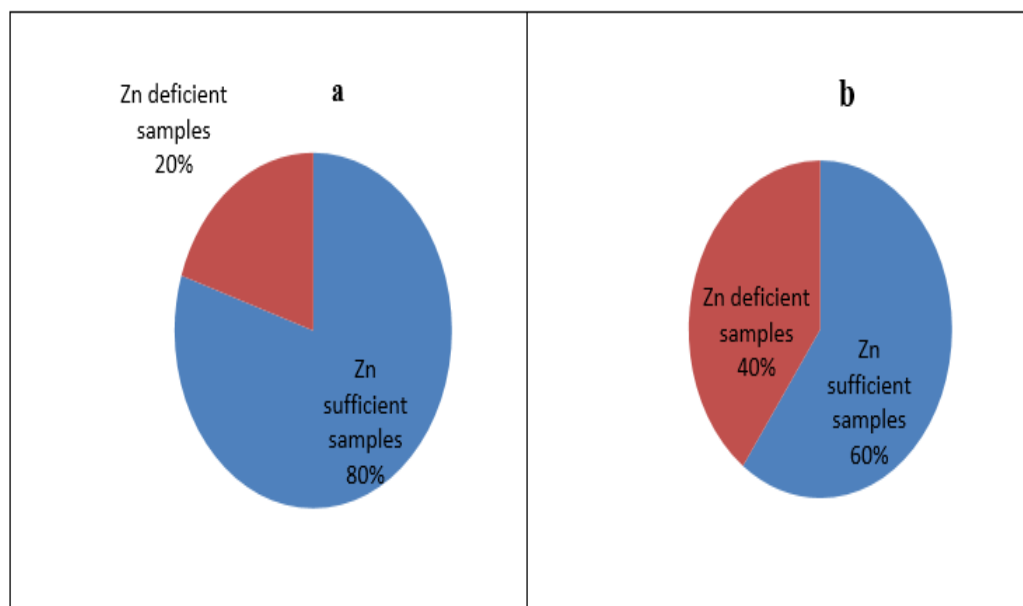 a
Zn deficient
samples
20%
Zn
sufficient
samples
80%
b
Zn deficient
samples
40%
Zn
sufficient
samples
60%